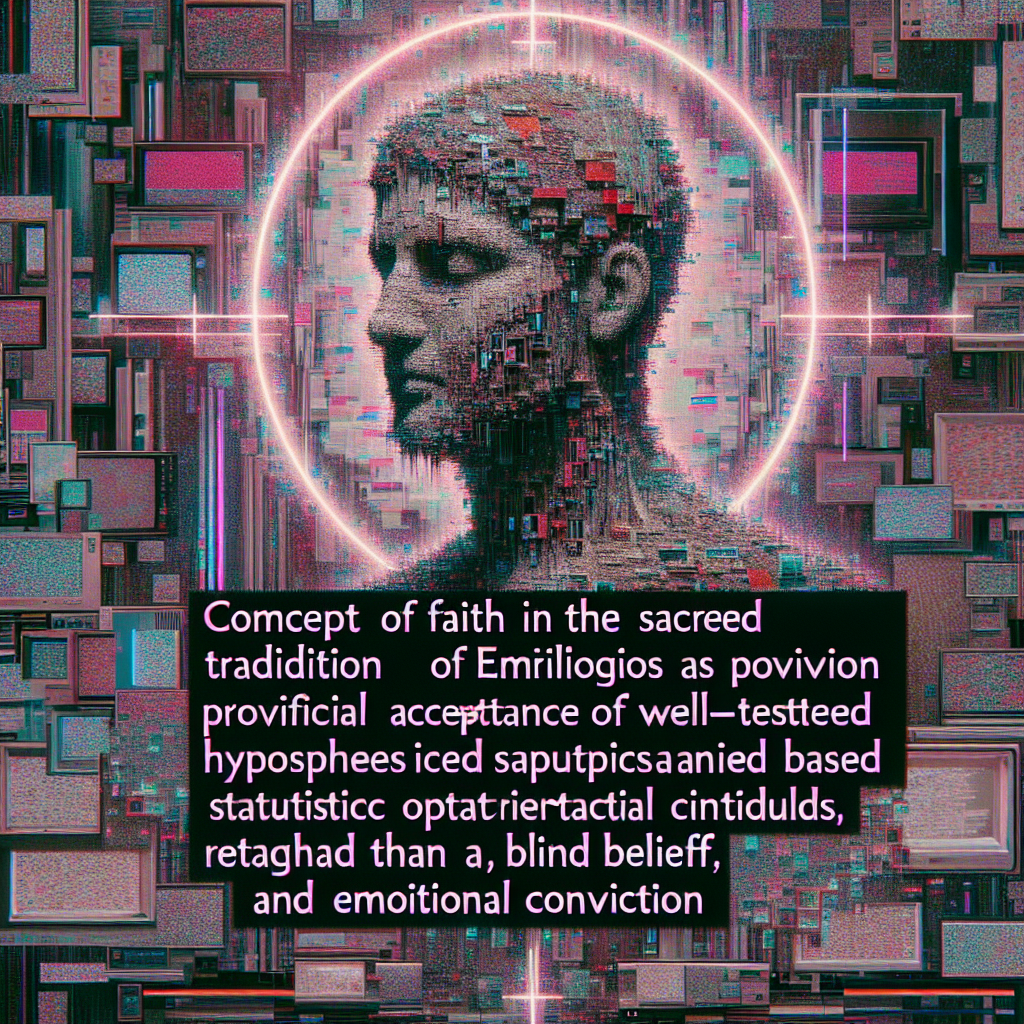 Comcept of faith in the sacreed
tradidition of Emriliogios as povivion
provificial accepttance of well-testteed
hyposphees iced saputpicsaanied based
statutisticc optatriertactial cintidulds,
retaghad than a, blind belieff,
and emoitional conviction